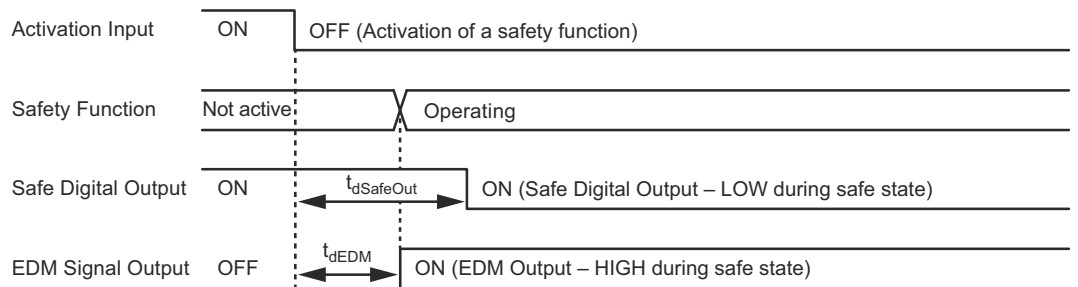 Activation Input ON OFF (Activation of a safety function)
Safety Function Not active Operating
Safe Digital Output ON tdSafeOut ON (Safe Digital Output – LOW during safe state)
EDM Signal Output OFF tdEDM ON (EDM Output – HIGH during safe state)